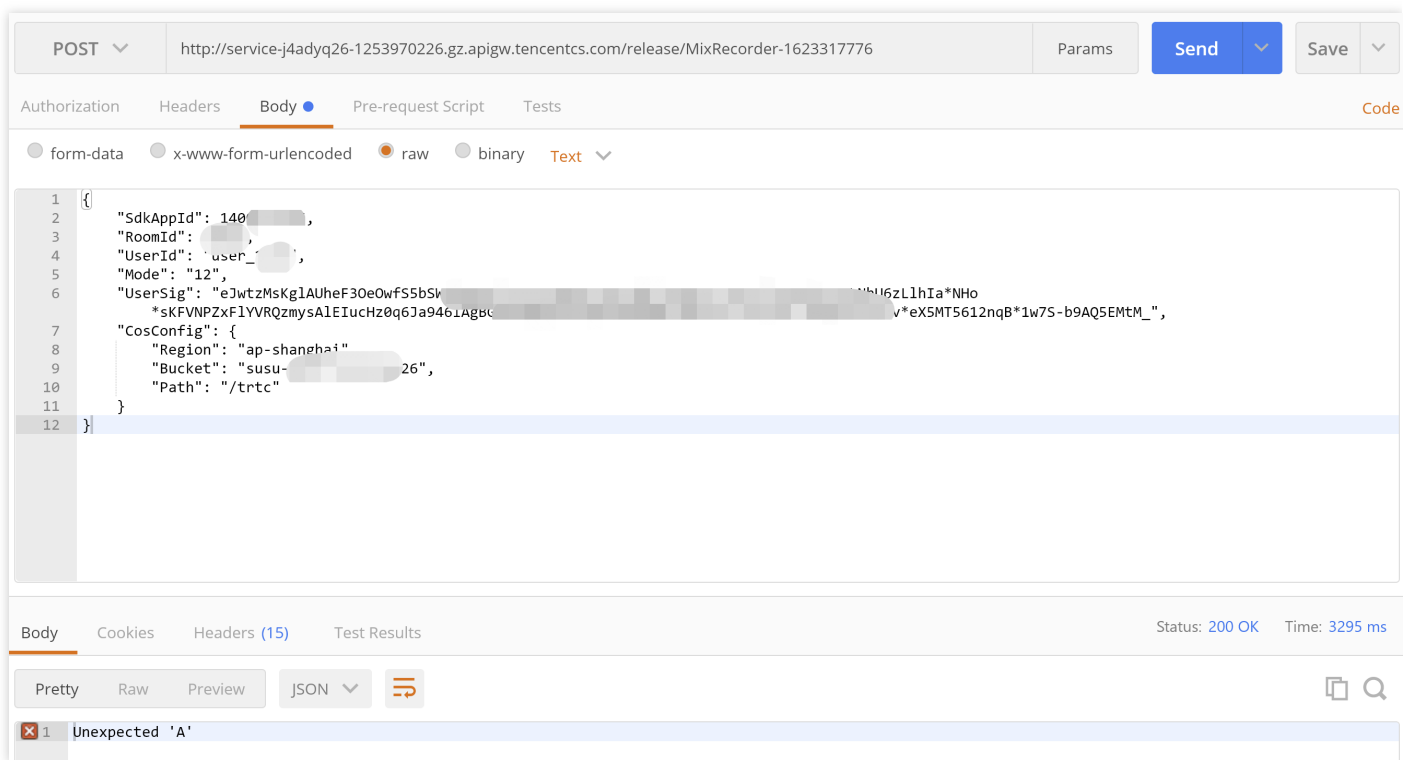 POST http://service-j4adyq26-1253970226.gz.apigw.tencentcs.com/release/MixRecorder-1623317776 Params Send Save
Authorization Headers Body Pre-request Script Tests Code
form-data x-www-form-urlencoded raw binary Text
1 {
2 "SdkAppId": 140 ,
3 "RoomId": ,
4 "UserId": "user_ ,
5 "Mode": "12",
6 "UserSig": "eJwtzMsKglAUheF3OeOwfS5bSW U6zLlhIa*NHo
*sKFVNPZxFlYVRQzmysAlEIucHz0q6Ja946IAgB v*eX5MT5612nqB*1w7S-b9AQ5EMtM_",
7 "CosConfig": {
8 "Region": "ap-shanghai"
9 "Bucket": "susu- 26",
10 "Path": "/trtc"
11 }
12 }
Body Cookies Headers (15) Test Results Status: 200 OK Time: 3295 ms
Pretty Raw Preview JSON
1 Unexpected 'A'